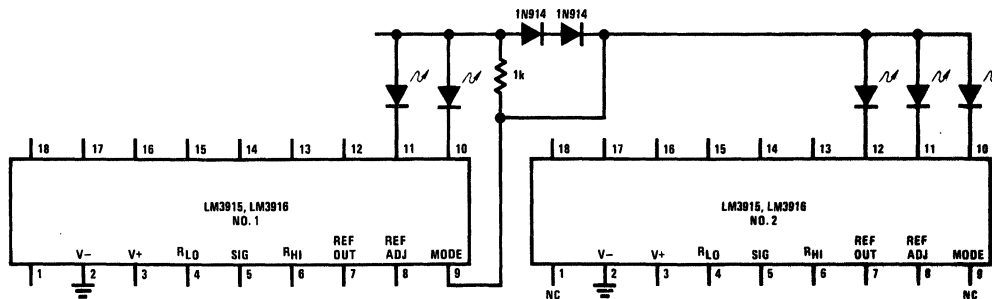 1N914 1N914
1k
18 17 16 15 14 13 12 11 10
LM3915, LM3916
NO. 1
V– V+ RLO SIG RHI REF OUT REF ADJ MODE
1 2 3 4 5 6 7 8 9
18 17 16 15 14 13 12 11 10
LM3915, LM3916
NO. 2
V– V+ RLO SIG RHI REF OUT REF ADJ MODE
1 2 3 4 5 6 7 8 9
NC NC